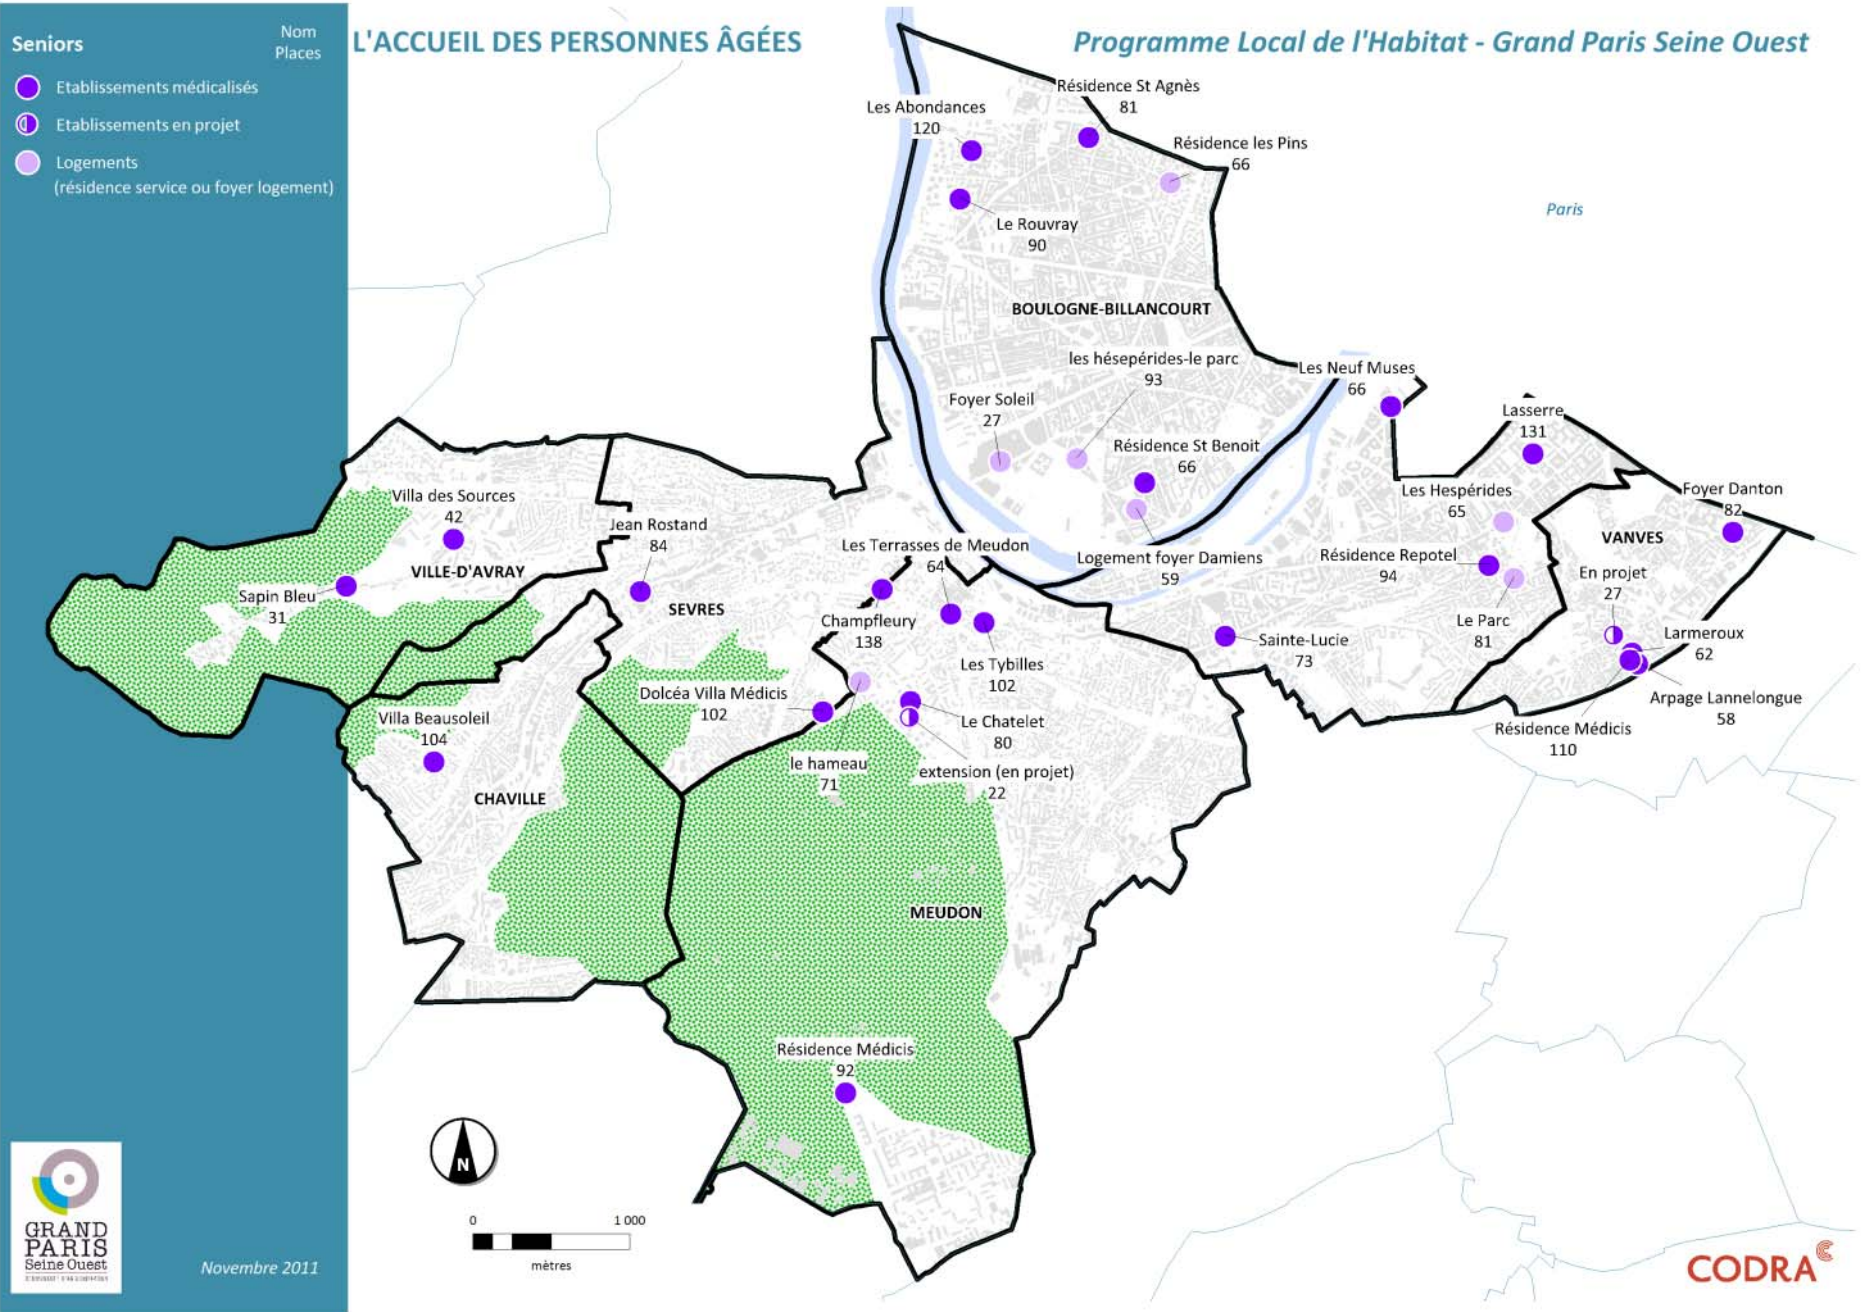 Seniors
Nom
Places
Etablissements médicalisés
Etablissements en projet
Logements
(résidence service ou foyer logement)
L'ACCUEIL DES PERSONNES ÂGÉES
Programme Local de l'Habitat - Grand Paris Seine Ouest
Résidence St Agnès
81
Les Abondances
120
Résidence les Pins
66
Paris
Le Rouvray
90
BOULOGNE-BILLANCOURT
les hésepérides-le parc
93
Les Neuf Muses
66
Foyer Soleil
27
Lasserre
131
Résidence St Benoit
66
Villa des Sources
42
Les Hespérides
65
Foyer Danton
82
Jean Rostand
84
VANVES
Les Terrasses de Meudon
64
Logement foyer Damiens
59
Résidence Repotel
94
VILLE-D'AVRAY
En projet
27
Sapin Bleu
31
SEVRES
Champfleury
138
Le Parc
81
Larmeroux
62
Sainte-Lucie
73
Les Tybilles
102
Dolcéa Villa Médicis
102
Arpage Lannelongue
58
Villa Beausoleil
104
Le Chatelet
80
Résidence Médicis
110
le hameau
71
extension (en projet)
22
CHAVILLE
MEUDON
Résidence Médicis
92
N
0 1 000
mètres
GRAND
PARIS
Seine Ouest
Novembre 2011
CODRA